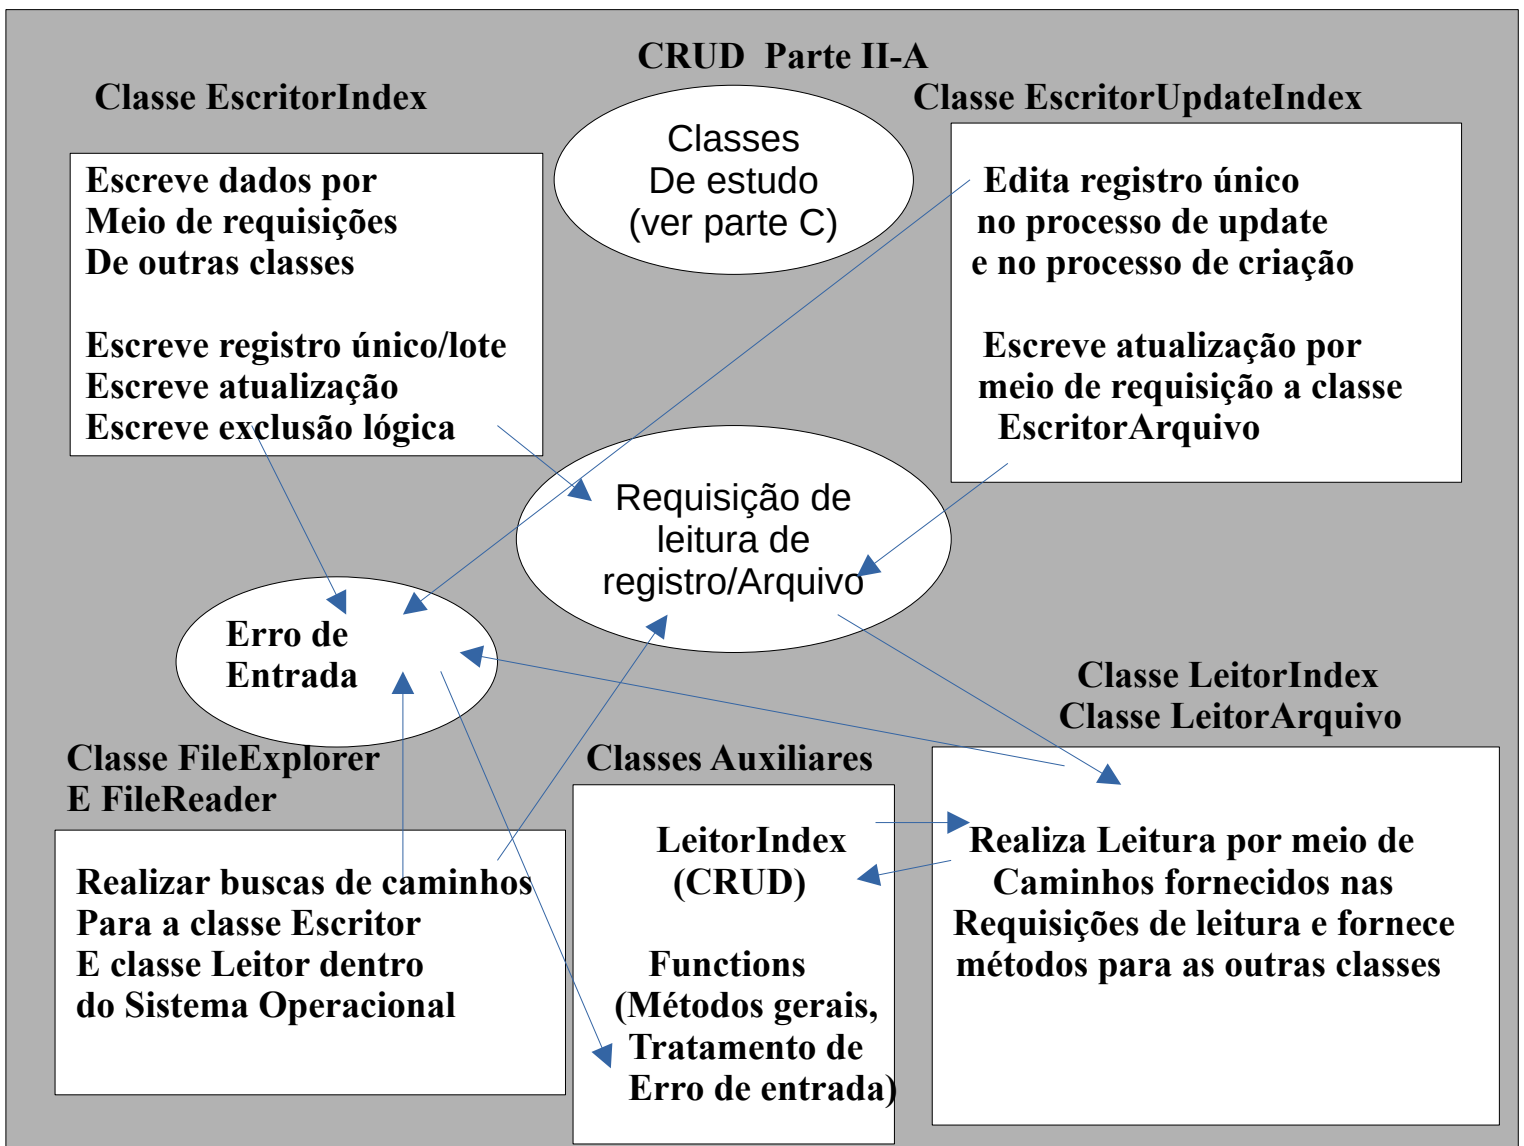 CRUD Parte II-A
Classe EscritorIndex
Escreve dados por
Meio de requisições
De outras classes
Escreve registro único/lote
Escreve atualização
Escreve exclusão lógica
Classes
De estudo
(ver parte C)
Classe EscritorUpdateIndex
Edita registro único
no processo de update
e no processo de criação
Escreve atualização por
meio de requisição a classe
EscritorArquivo
Requisição de
leitura de
registro/Arquivo
Erro de
Entrada
Classe FileExplorer
E FileReader
Realizar buscas de caminhos
Para a classe Escritor
E classe Leitor dentro
do Sistema Operacional
Classes Auxiliares
LeitorIndex
(CRUD)
Functions
(Métodos gerais,
Tratamento de
Erro de entrada)
Classe LeitorIndex
Classe LeitorArquivo
Realiza Leitura por meio de
Caminhos fornecidos nas
Requisições de leitura e fornece
métodos para as outras classes